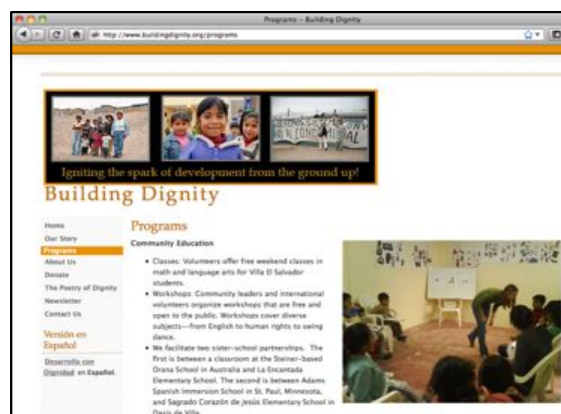 Programs – Building Dignity
http://www.buildingdignity.org/programs
Igniting the spark of development from the ground up!
Building Dignity
Home
Our Story
Programs
About Us
Donate
The Poetry of Dignity
Newsletter
Contact Us
Versión en
Español
Desarrollo con
Dignidad en Español.
Programs
Community Education
• Classes: Volunteers offer free weekend classes in
math and language arts for Villa El Salvador
students.
• Workshops: Community leaders and international
volunteers organize workshops that are free and
open to the public. Workshops cover diverse
subjects—from English to human rights to swing
dance.
• We facilitate two sister-school partnerships. The
first is between a classroom at the Steiner-based
Orana School in Australia and La Encantada
Elementary School. The second is between Adams
Spanish Immersion School in St. Paul, Minnesota,
and Sagrado Corazón de Jesús Elementary School in
Oasis de Villa.